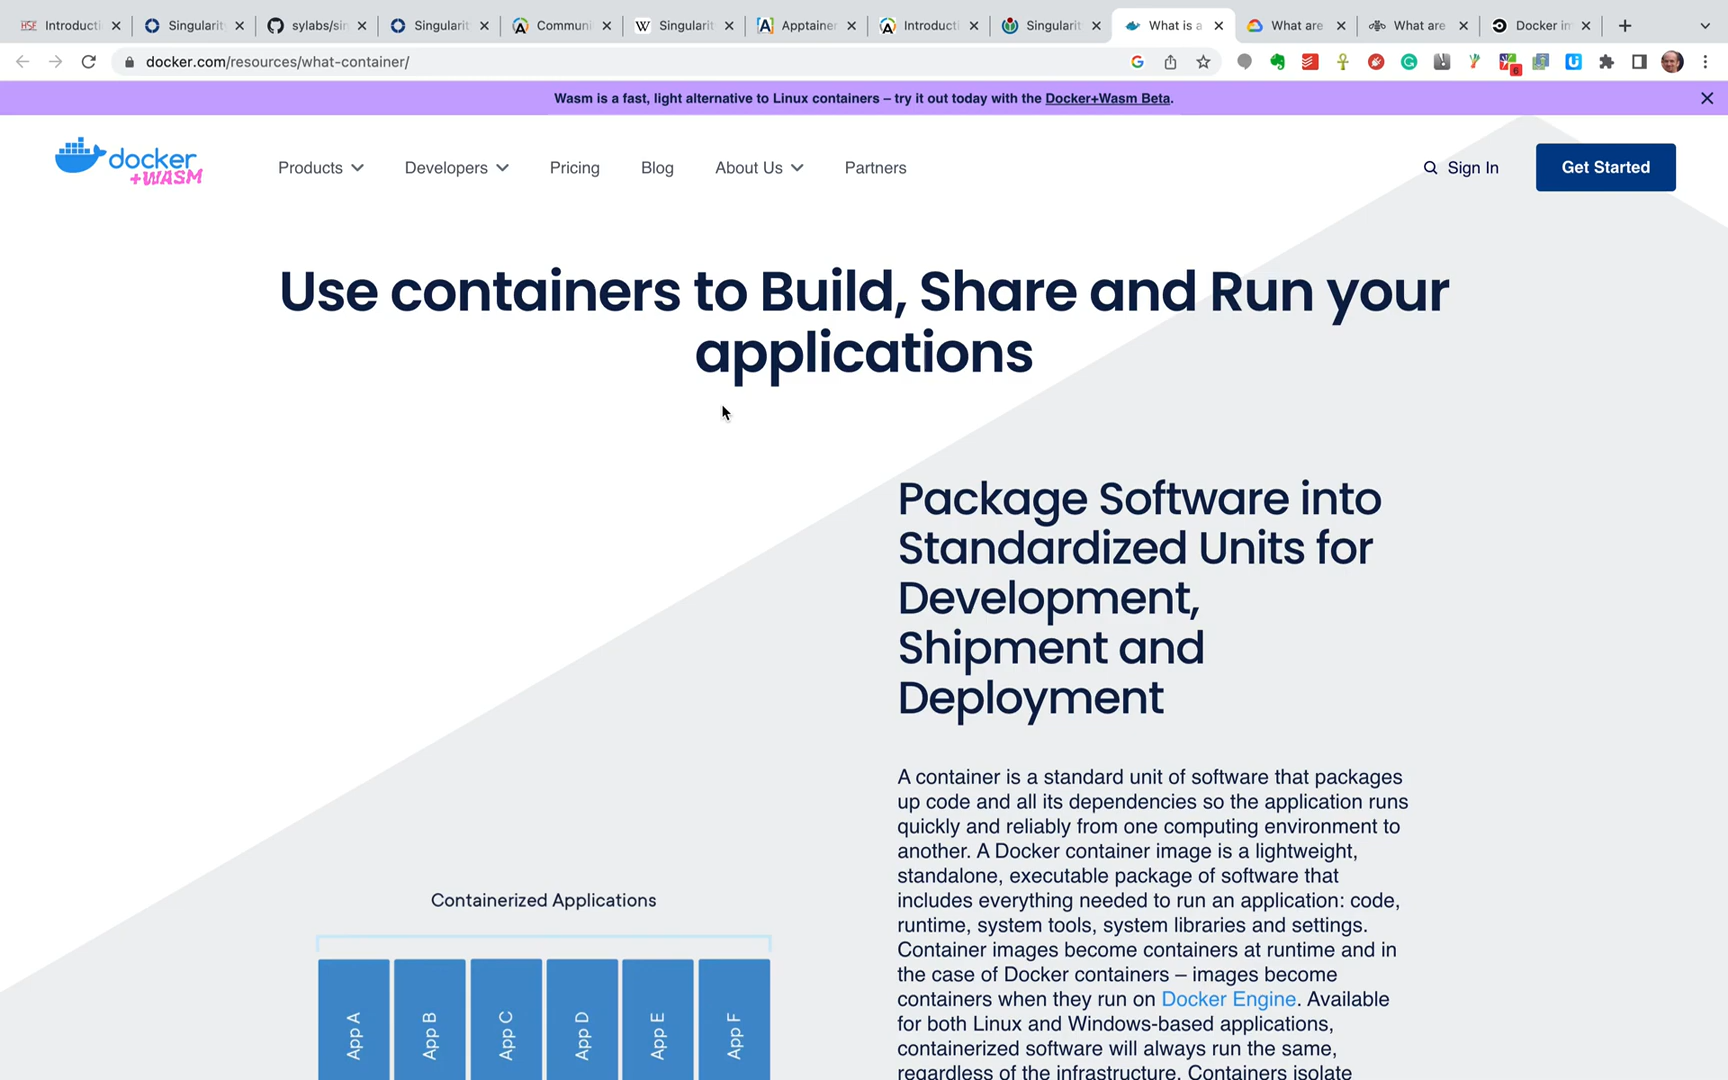 Introducti
Singularity
sylabs/sin
Singularit
Communi
Singularit
Apptainer
Introducti
Singularit
What is a
What are
What are
Docker im
docker.com/resources/what-container/
6
Wasm is a fast, light alternative to Linux containers – try it out today with the Docker+Wasm Beta.
docker
+WASM
Products
Developers
Pricing
Blog
About Us
Partners
Sign In
Get Started
Use containers to Build, Share and Run your
applications
Package Software into
Standardized Units for
Development,
Shipment and
Deployment
A container is a standard unit of software that packages
up code and all its dependencies so the application runs
quickly and reliably from one computing environment to
another. A Docker container image is a lightweight,
standalone, executable package of software that
includes everything needed to run an application: code,
runtime, system tools, system libraries and settings.
Container images become containers at runtime and in
the case of Docker containers – images become
containers when they run on Docker Engine. Available
for both Linux and Windows-based applications,
containerized software will always run the same,
regardless of the infrastructure. Containers isolate
Containerized Applications
App A
App B
App C
App D
App E
App F